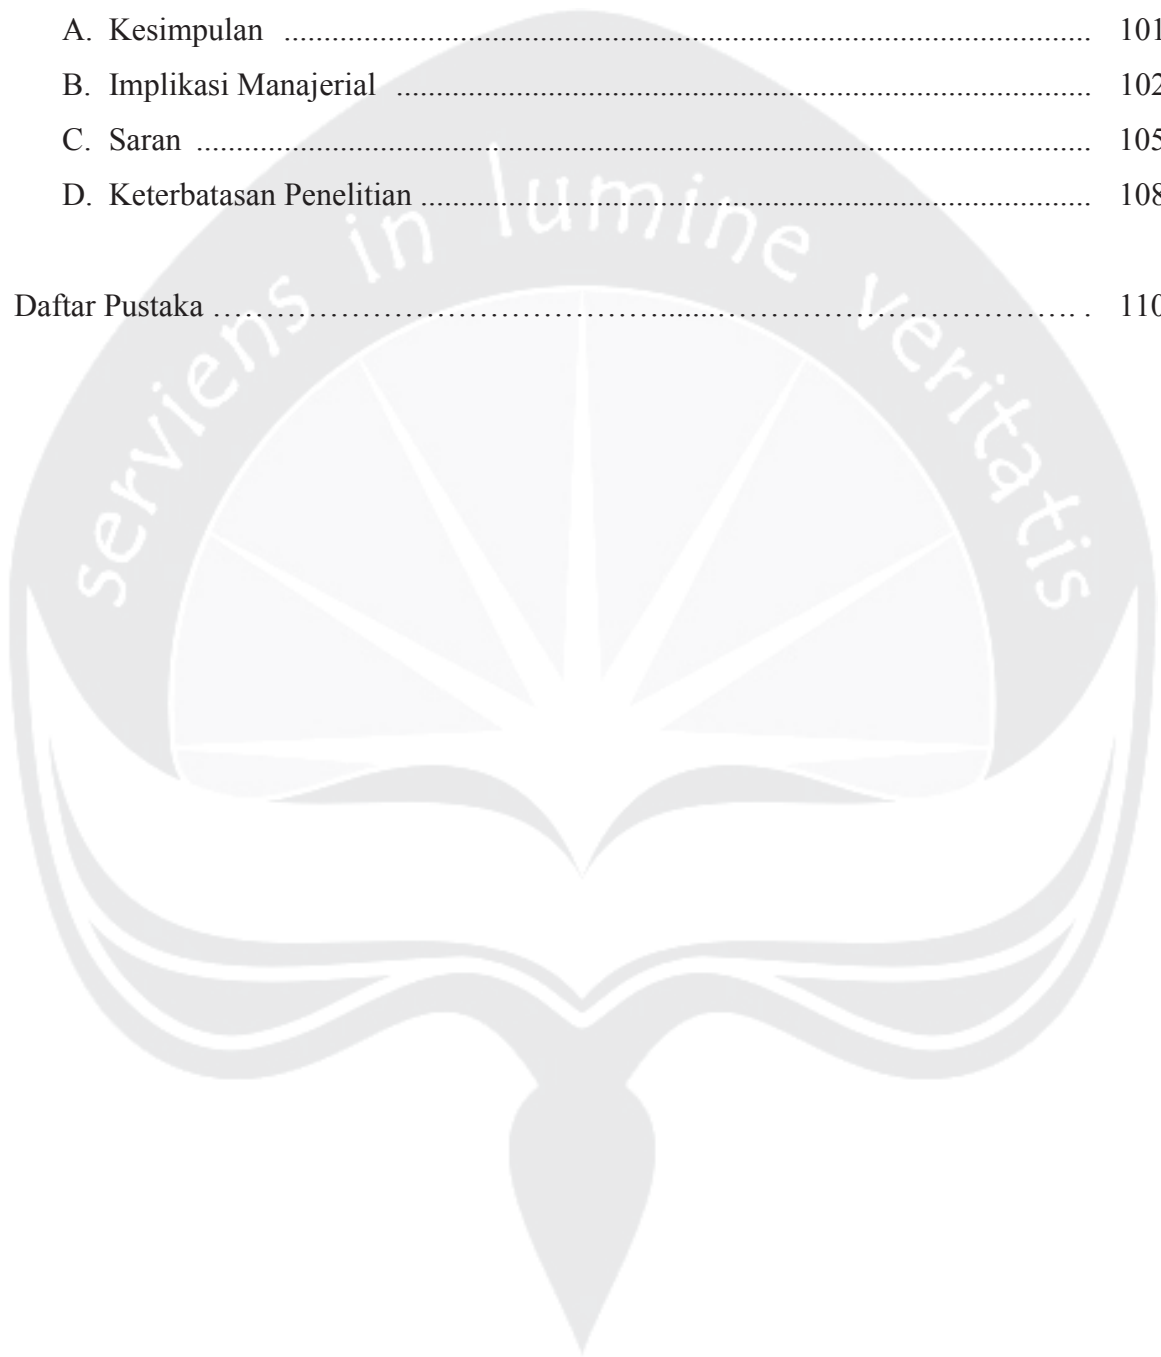 A. Kesimpulan ........................................................................................................ 101
B. Implikasi Manajerial ......................................................................................... 102
C. Saran ................................................................................................................... 105
D. Keterbatasan Penelitian ...................................................................................... 108
Daftar Pustaka ……………………………………….......…………………………………. . 110
serviens in lumine veritatis